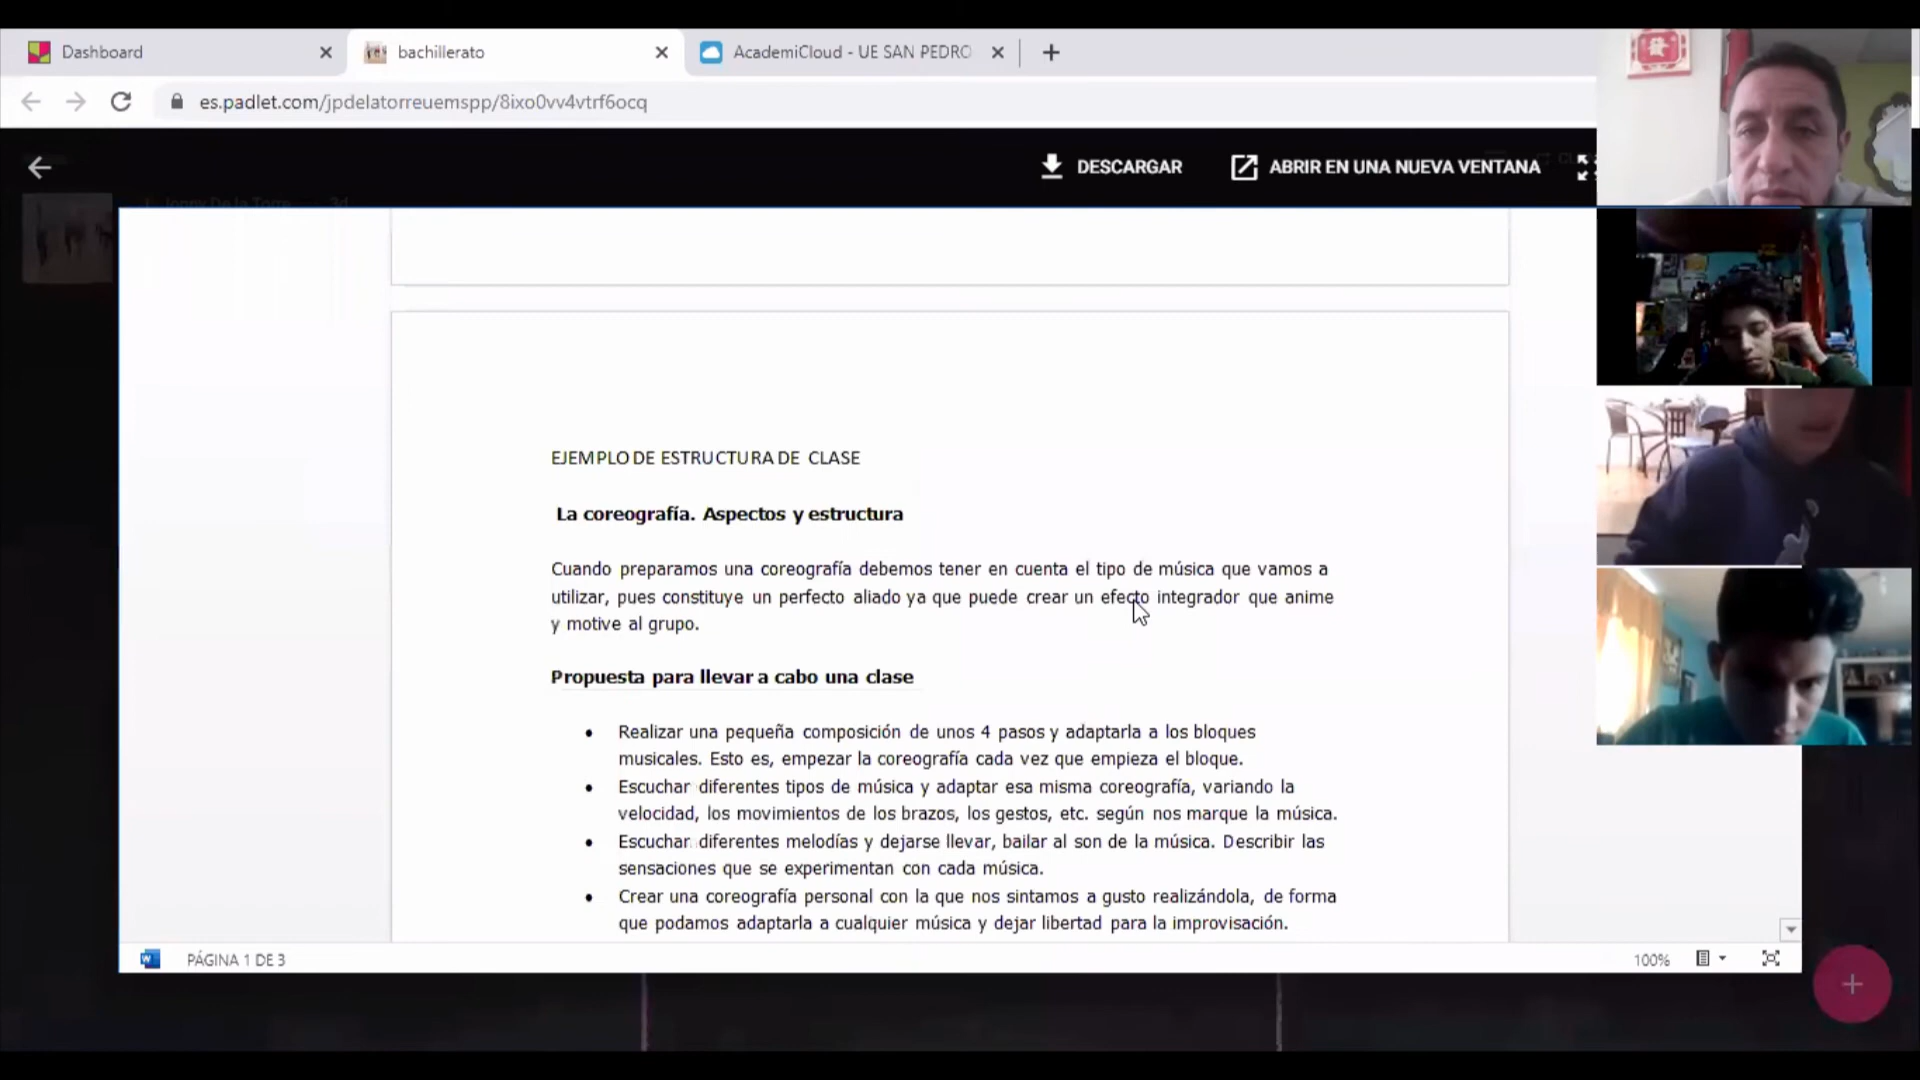 Dashboard
bachillerato
AcademiCloud - UE SAN PEDRO
es.padlet.com/jpdelatorreuemspp/8ixo0vv4vtrf6ocq
DESCARGAR
ABRIR EN UNA NUEVA VENTANA
Jonny De la Torre 3d
EJEMPLO DE ESTRUCTURA DE CLASE
La coreografía. Aspectos y estructura
Cuando preparamos una coreografía debemos tener en cuenta el tipo de música que vamos a
utilizar, pues constituye un perfecto aliado ya que puede crear un efecto integrador que anime
y motive al grupo.
Propuesta para llevar a cabo una clase
• Realizar una pequeña composición de unos 4 pasos y adaptarla a los bloques
musicales. Esto es, empezar la coreografía cada vez que empieza el bloque.
• Escuchar diferentes tipos de música y adaptar esa misma coreografía, variando la
velocidad, los movimientos de los brazos, los gestos, etc. según nos marque la música.
• Escuchar diferentes melodías y dejarse llevar, bailar al son de la música. Describir las
sensaciones que se experimentan con cada música.
• Crear una coreografía personal con la que nos sintamos a gusto realizándola, de forma
que podamos adaptarla a cualquier música y dejar libertad para la improvisación.
PÁGINA 1 DE 3
100%